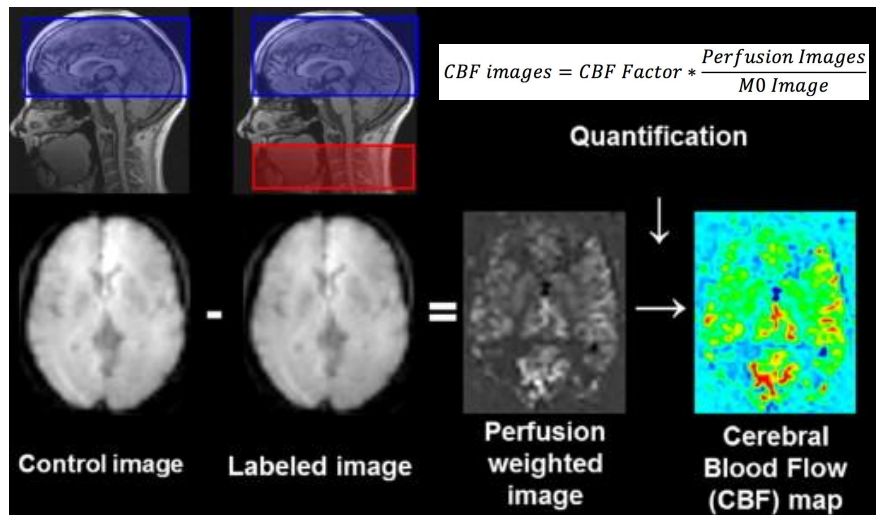 CBF images = CBF Factor * Perfusion Images / M0 Image
Quantification
-
=
Control image
Labeled image
Perfusion
weighted
image
Cerebral
Blood Flow
(CBF) map